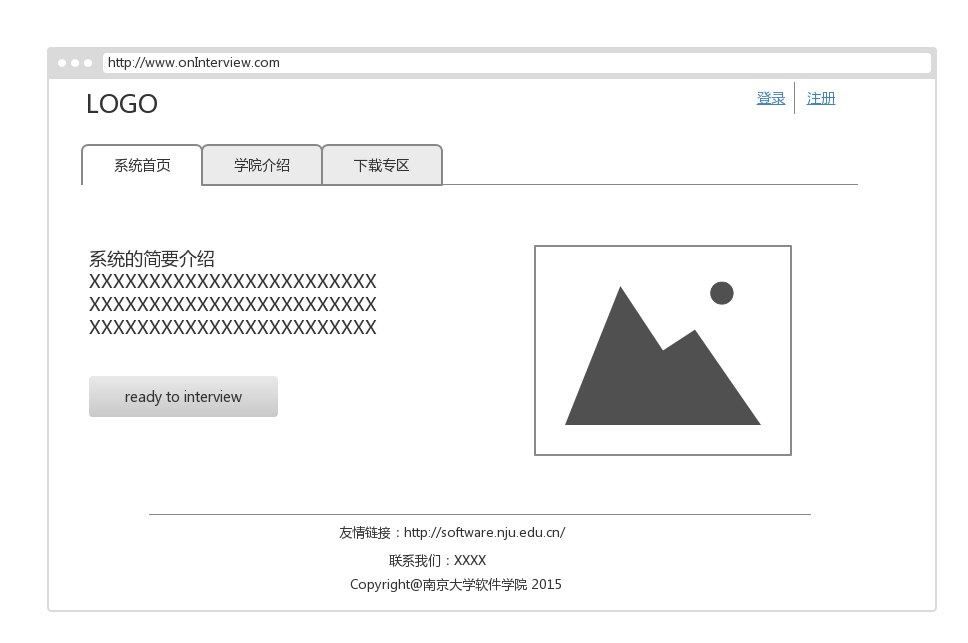 http://www.onInterview.com
LOGO
登录 注册
系统首页 学院介绍 下载专区
系统的简要介绍
XXXXXXXXXXXXXXXXXXXXXXXX
XXXXXXXXXXXXXXXXXXXXXXXX
XXXXXXXXXXXXXXXXXXXXXXXX
ready to interview
友情链接：http://software.nju.edu.cn/
联系我们：XXXX
Copyright@南京大学软件学院 2015